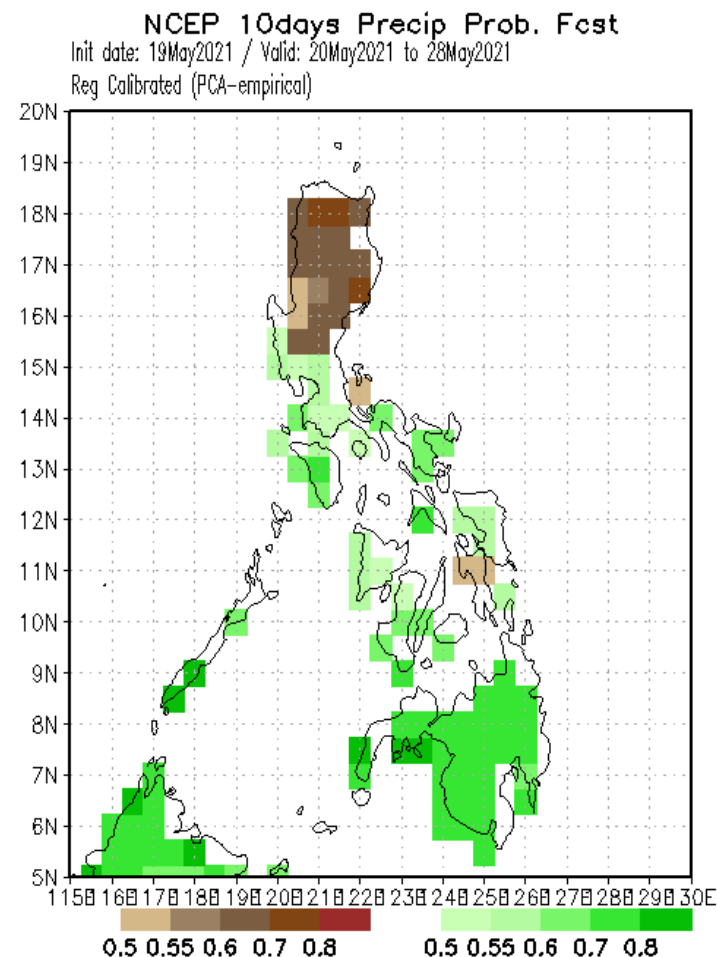 NCEP 10days Precip Prob. Fcst
Init date: 19May2021 / Valid: 20May2021 to 28May2021
Reg Calibrated (PCA-empirical)
20N
19N
18N
17N
16N
15N
14N
13N
12N
11N
10N
9N
8N
7N
6N
5N
115E 116E 117E 118E 119E 120E 121E 122E 123E 124E 125E 126E 127E 128E 129E 130E
0.5 0.55 0.6 0.7 0.8 0.5 0.55 0.6 0.7 0.8